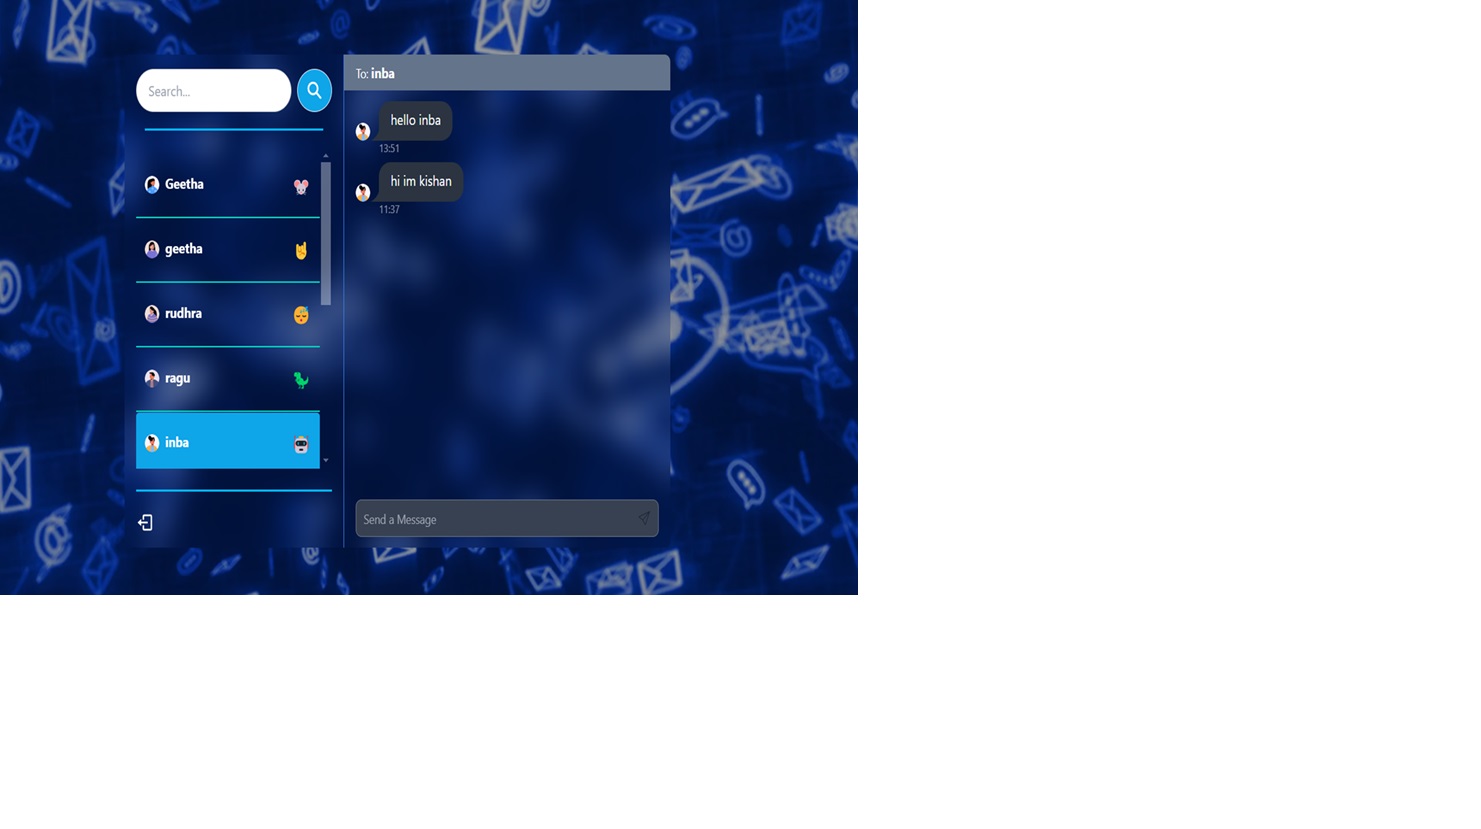 Search...
Geetha
geetha
rudhra
ragu
inba
To: inba
hello inba
13:51
hi im kishan
11:37
Send a Message